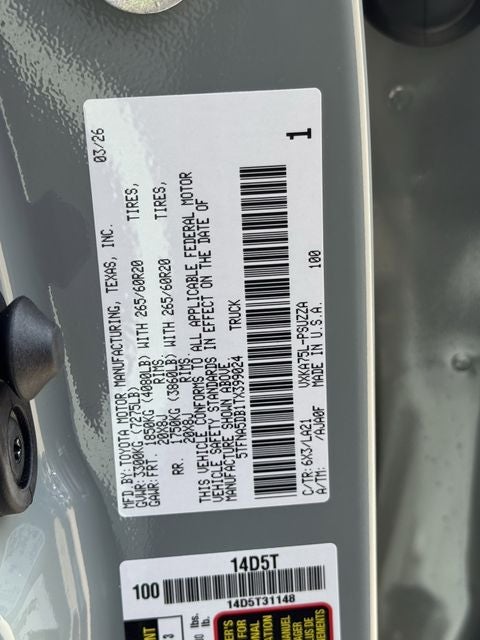 MFD BY: TOYOTA MOTOR MANUFACTURING, TEXAS, INC. 03/26
GVWR: 3300KG (7275LB)
GAWR: FRT. 1850KG (4080LB) WITH 265/60R20 TIRES,
20X8J RIMS,
RR. 1750KG (3860LB) WITH 265/60R20 TIRES,
20X8J RIMS.
THIS VEHICLE CONFORMS TO ALL APPLICABLE FEDERAL MOTOR
VEHICLE SAFETY STANDARDS IN EFFECT ON THE DATE OF
MANUFACTURE SHOWN ABOVE.
5TFNA5DB1TX399024 TRUCK
1
C/TR: 6X3/LA21 VXKA75L-PSUZZA
A/TM: /AJA0F MADE IN U.S.A. 100
14D5T
100
14D5T31148
lbs.